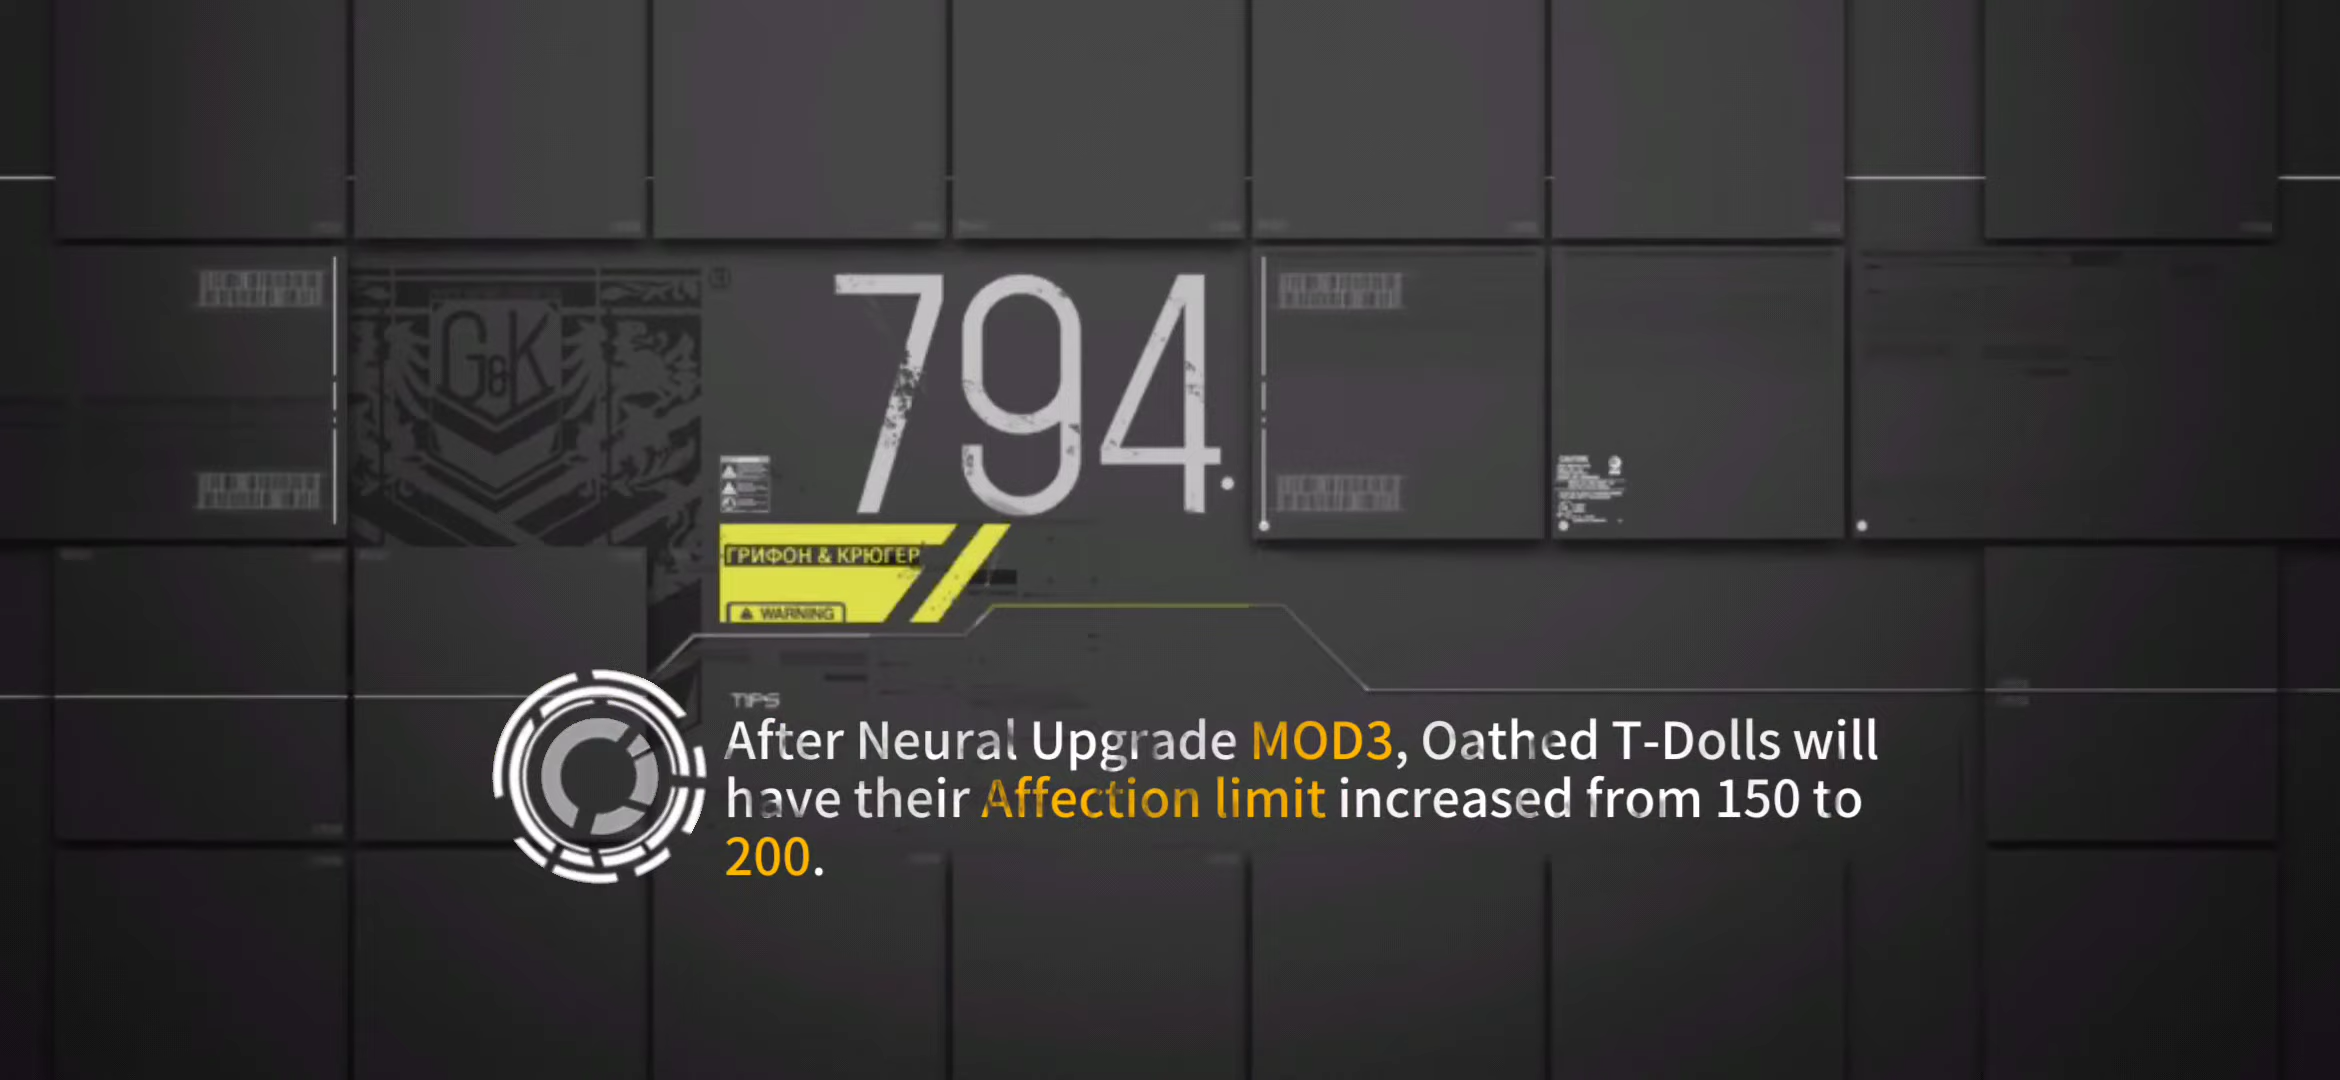 G&K
794.
ГРИФОН & КРЮГЕР
WARNING
TIPS
After Neural Upgrade MOD3, Oathed T-Dolls will
have their Affection limit increased from 150 to
200.